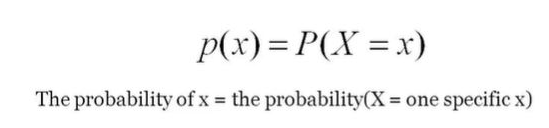 p(x) = P(X = x)
The probability of x = the probability(X = one specific x)